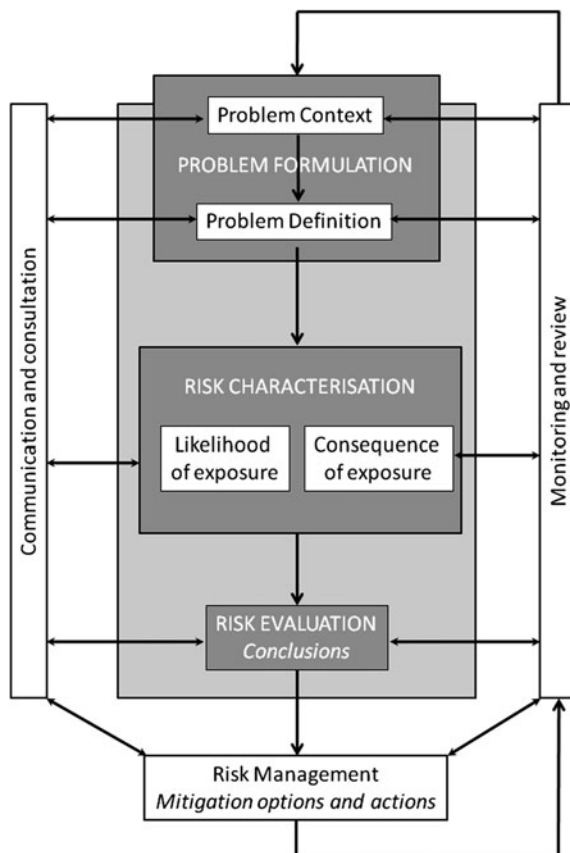 Problem Context
PROBLEM FORMULATION
Problem Definition
Communication and consultation
Monitoring and review
RISK CHARACTERISATION
Likelihood
of exposure
Consequence
of exposure
RISK EVALUATION
Conclusions
Risk Management
Mitigation options and actions